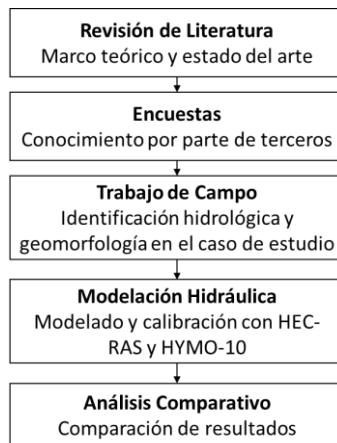 Revisión de Literatura
Marco teórico y estado del arte
Encuestas
Conocimiento por parte de terceros
Trabajo de Campo
Identificación hidrológica y
geomorfología en el caso de estudio
Modelación Hidráulica
Modelado y calibración con HEC-
RAS y HYMO-10
Análisis Comparativo
Comparación de resultados